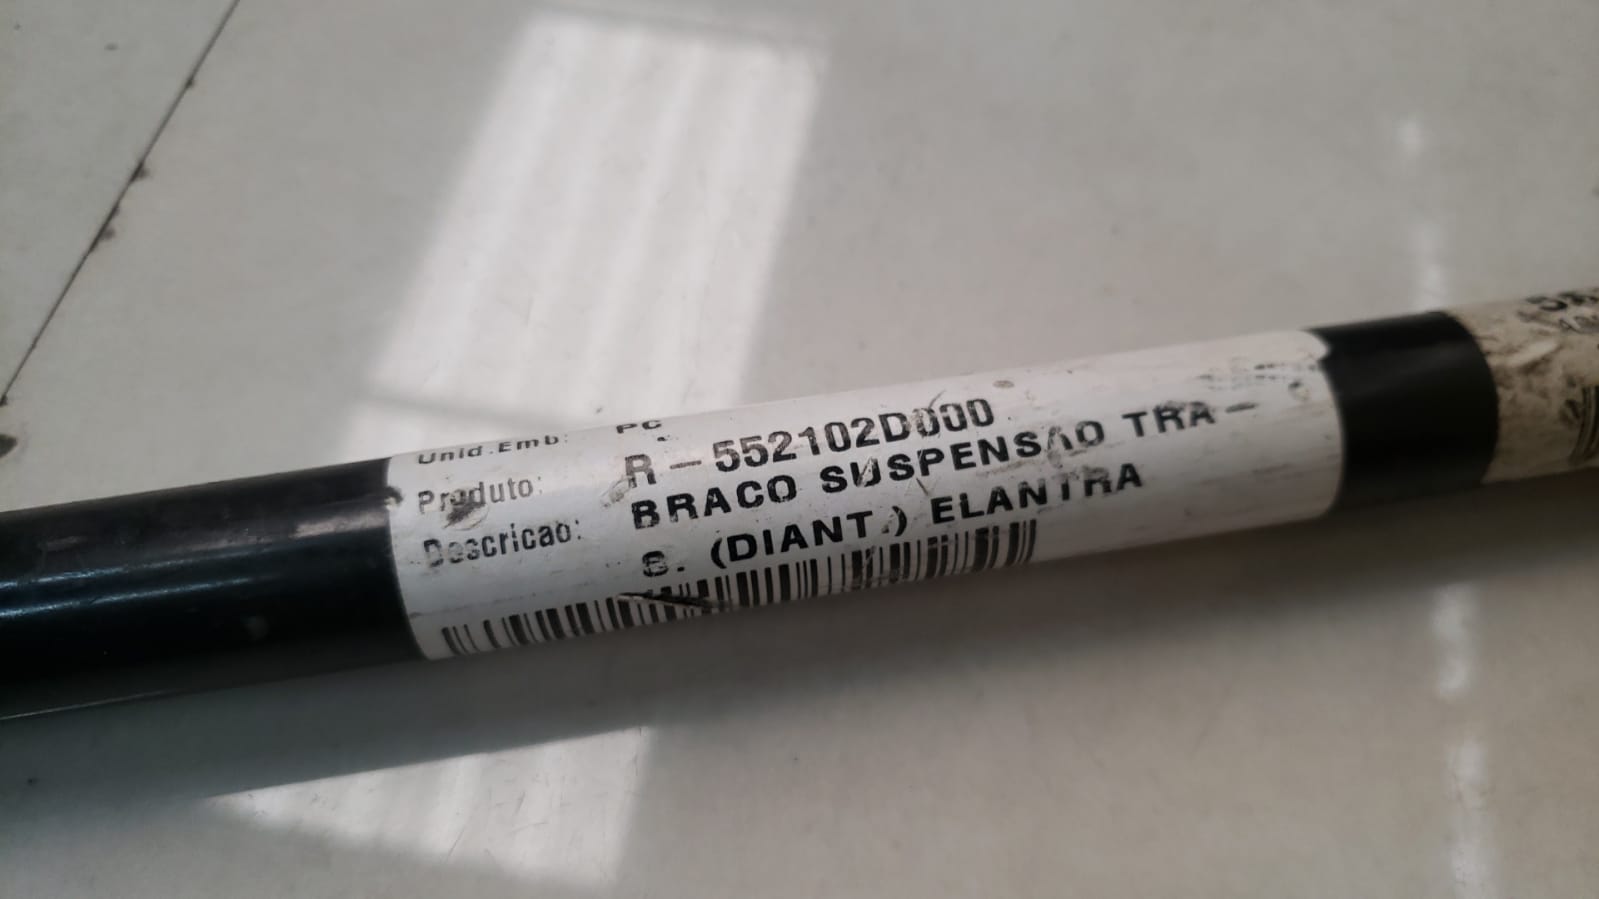 Unid.Emb: PC
Produto: R-552102D000
Descricao: BRACO SUSPENSAO TRA-
S. (DIANT.) ELANTRA